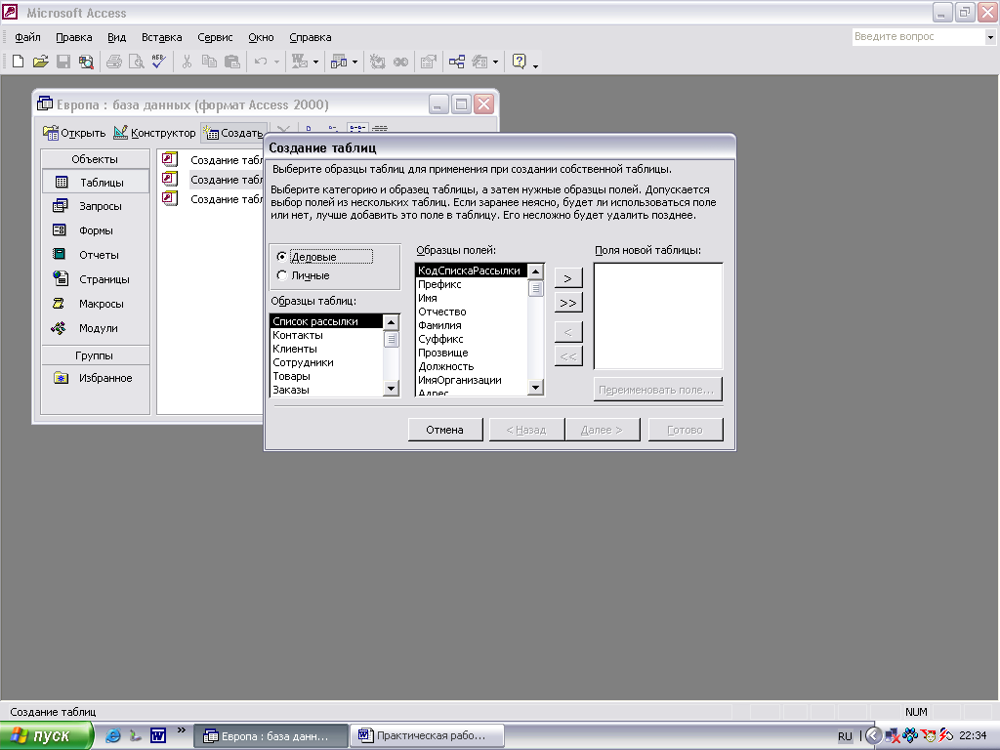 Microsoft Access
Файл Правка Вид Вставка Сервис Окно Справка
Введите вопрос
Европа : база данных (формат Access 2000)
Открыть Конструктор Создать
Объекты
Таблицы
Запросы
Формы
Отчеты
Страницы
Макросы
Модули
Группы
Избранное
Создание табл
Создание табл
Создание табл
Создание таблиц
Выберите образцы таблиц для применения при создании собственной таблицы.
Выберите категорию и образец таблицы, а затем нужные образцы полей. Допускается
выбор полей из нескольких таблиц. Если заранее неясно, будет ли использоваться поле
или нет, лучше добавить это поле в таблицу. Его несложно будет удалить позднее.
Деловые
Личные
Образцы таблиц:
Список рассылки
Контакты
Клиенты
Сотрудники
Товары
Заказы
Образцы полей:
КодСпискаРассылки
Префикс
Имя
Отчество
Фамилия
Суффикс
Прозвище
Должность
ИмяОрганизации
Адрес
>
>>
<
<<
Поля новой таблицы:
Переименовать поле...
Отмена < Назад Далее > Готово
Создание таблиц
NUM
пуск
»
Европа : база данн...
Практическая рабо...
RU
22:34